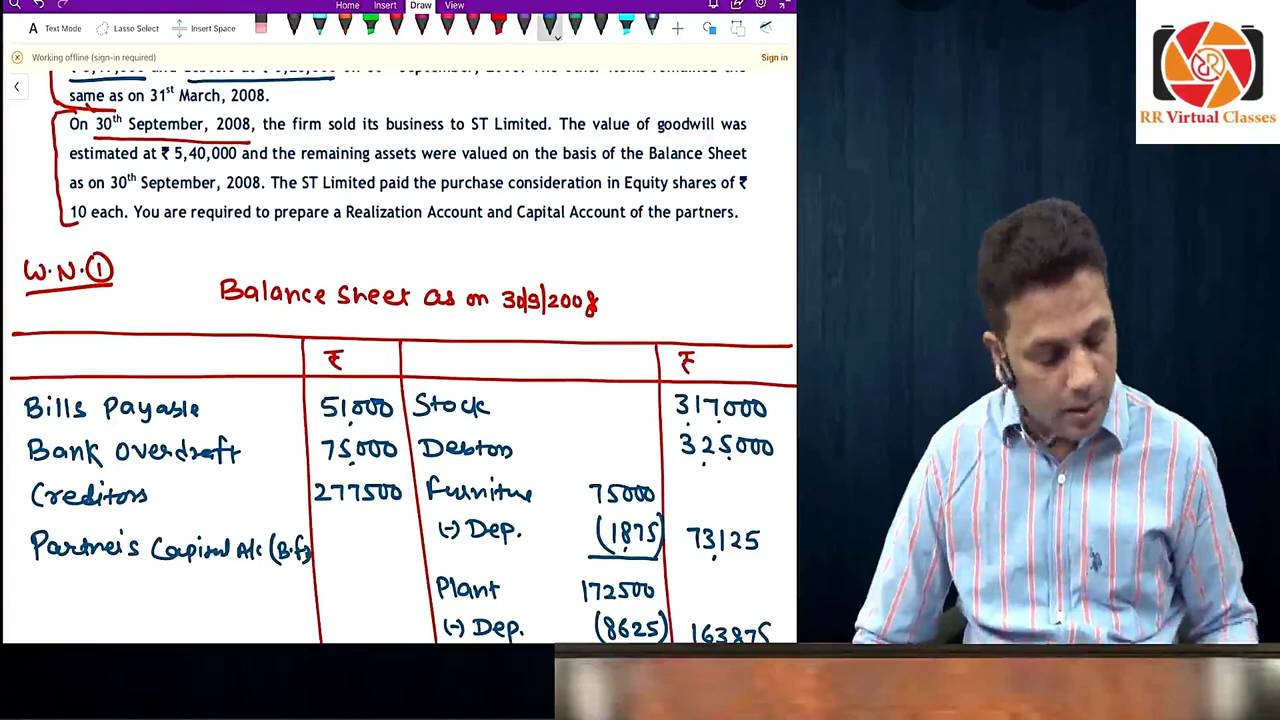 Home Insert Draw View
Text Mode Lasso Select Insert Space
Working offline (sign-in required) Sign in
same as on 31st March, 2008.
On 30th September, 2008, the firm sold its business to ST Limited. The value of goodwill was
estimated at ₹ 5,40,000 and the remaining assets were valued on the basis of the Balance Sheet
as on 30th September, 2008. The ST Limited paid the purchase consideration in Equity shares of ₹
10 each. You are required to prepare a Realization Account and Capital Account of the partners.
W.N.①
Balance Sheet as on 30/9/2008
₹ ₹
Bills Payable 51000 Stock 317000
Bank Overdraft 75000 Debtors 325000
Creditors 277500 Furniture 75000
(-) Dep. (1875) 73125
Partner's Capital A/c (B.f)
Plant 172500
(-) Dep. (8625) 163875
RR Virtual Classes